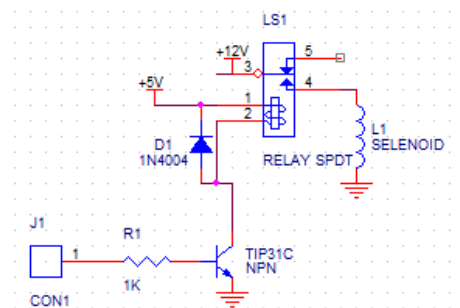 LS1
+12V
3
5
4
+5V
1
2
D1
1N4004
RELAY SPDT
L1
SELENOID
J1
1
R1
1K
TIP31C
NPN
CON1